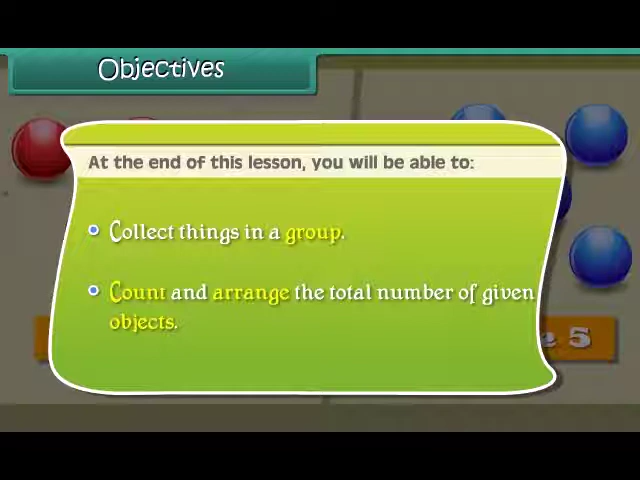 Objectives
At the end of this lesson, you will be able to:
Collect things in a group.
Count and arrange the total number of given
objects.
5